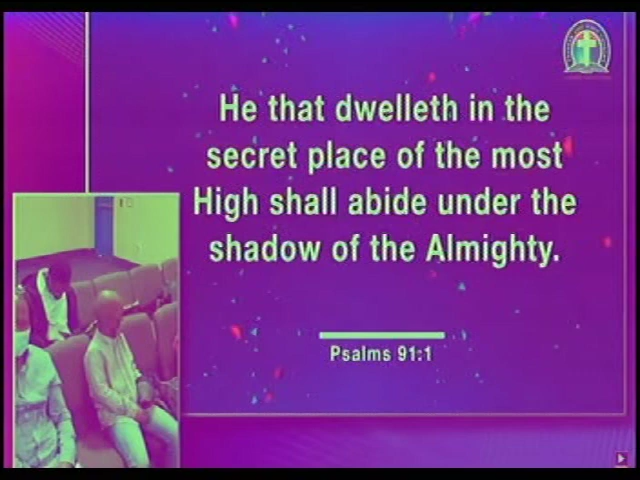 He that dwelleth in the
secret place of the most
High shall abide under the
shadow of the Almighty.
Psalms 91:1